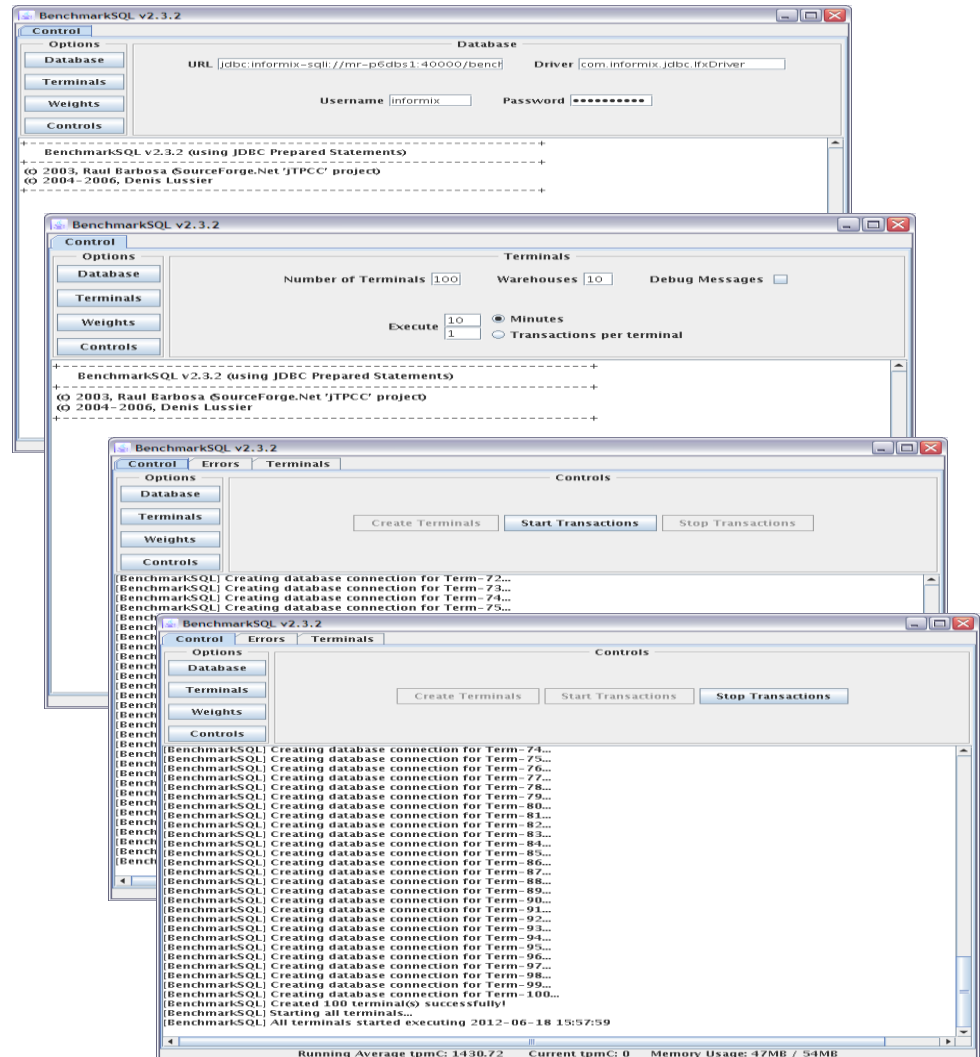 BenchmarkSQL v2.3.2
Control
Options
Database
Database
URL jdbc:informix-sqli://mr-p6dbs1:40000/bench Driver com.informix.jdbc.IfxDriver
Terminals
Weights
Username informix Password ••••••••••
Controls
BenchmarkSQL v2.3.2 (using JDBC Prepared Statements)
(c) 2003, Raul Barbosa (SourceForge.Net 'jTPCC' project)
(c) 2004-2006, Denis Lussier
BenchmarkSQL v2.3.2
Control
Options
Terminals
Database
Number of Terminals 100 Warehouses 10 Debug Messages
Terminals
Weights
Execute 10 Minutes
1 Transactions per terminal
Controls
BenchmarkSQL v2.3.2 (using JDBC Prepared Statements)
(c) 2003, Raul Barbosa (SourceForge.Net 'jTPCC' project)
(c) 2004-2006, Denis Lussier
BenchmarkSQL v2.3.2
Control Errors Terminals
Options
Controls
Database
Terminals
Create Terminals Start Transactions Stop Transactions
Weights
Controls
[BenchmarkSQL] Creating database connection for Term-72...
[BenchmarkSQL] Creating database connection for Term-73...
[BenchmarkSQL] Creating database connection for Term-74...
[BenchmarkSQL] Creating database connection for Term-75...
BenchmarkSQL v2.3.2
Control Errors Terminals
Options
Controls
Database
Terminals
Create Terminals Start Transactions Stop Transactions
Weights
Controls
[BenchmarkSQL] Creating database connection for Term-74...
[BenchmarkSQL] Creating database connection for Term-75...
[BenchmarkSQL] Creating database connection for Term-76...
[BenchmarkSQL] Creating database connection for Term-77...
[BenchmarkSQL] Creating database connection for Term-78...
[BenchmarkSQL] Creating database connection for Term-79...
[BenchmarkSQL] Creating database connection for Term-80...
[BenchmarkSQL] Creating database connection for Term-81...
[BenchmarkSQL] Creating database connection for Term-82...
[BenchmarkSQL] Creating database connection for Term-83...
[BenchmarkSQL] Creating database connection for Term-84...
[BenchmarkSQL] Creating database connection for Term-85...
[BenchmarkSQL] Creating database connection for Term-86...
[BenchmarkSQL] Creating database connection for Term-87...
[BenchmarkSQL] Creating database connection for Term-88...
[BenchmarkSQL] Creating database connection for Term-89...
[BenchmarkSQL] Creating database connection for Term-90...
[BenchmarkSQL] Creating database connection for Term-91...
[BenchmarkSQL] Creating database connection for Term-92...
[BenchmarkSQL] Creating database connection for Term-93...
[BenchmarkSQL] Creating database connection for Term-94...
[BenchmarkSQL] Creating database connection for Term-95...
[BenchmarkSQL] Creating database connection for Term-96...
[BenchmarkSQL] Creating database connection for Term-97...
[BenchmarkSQL] Creating database connection for Term-98...
[BenchmarkSQL] Creating database connection for Term-99...
[BenchmarkSQL] Creating database connection for Term-100...
[BenchmarkSQL] Created 100 terminal(s) successfully!
[BenchmarkSQL] Starting all terminals...
[BenchmarkSQL] All terminals started executing 2012-06-18 15:57:59
Running Average tpmC: 1430.72 Current tpmC: 0 Memory Usage: 47MB / 54MB